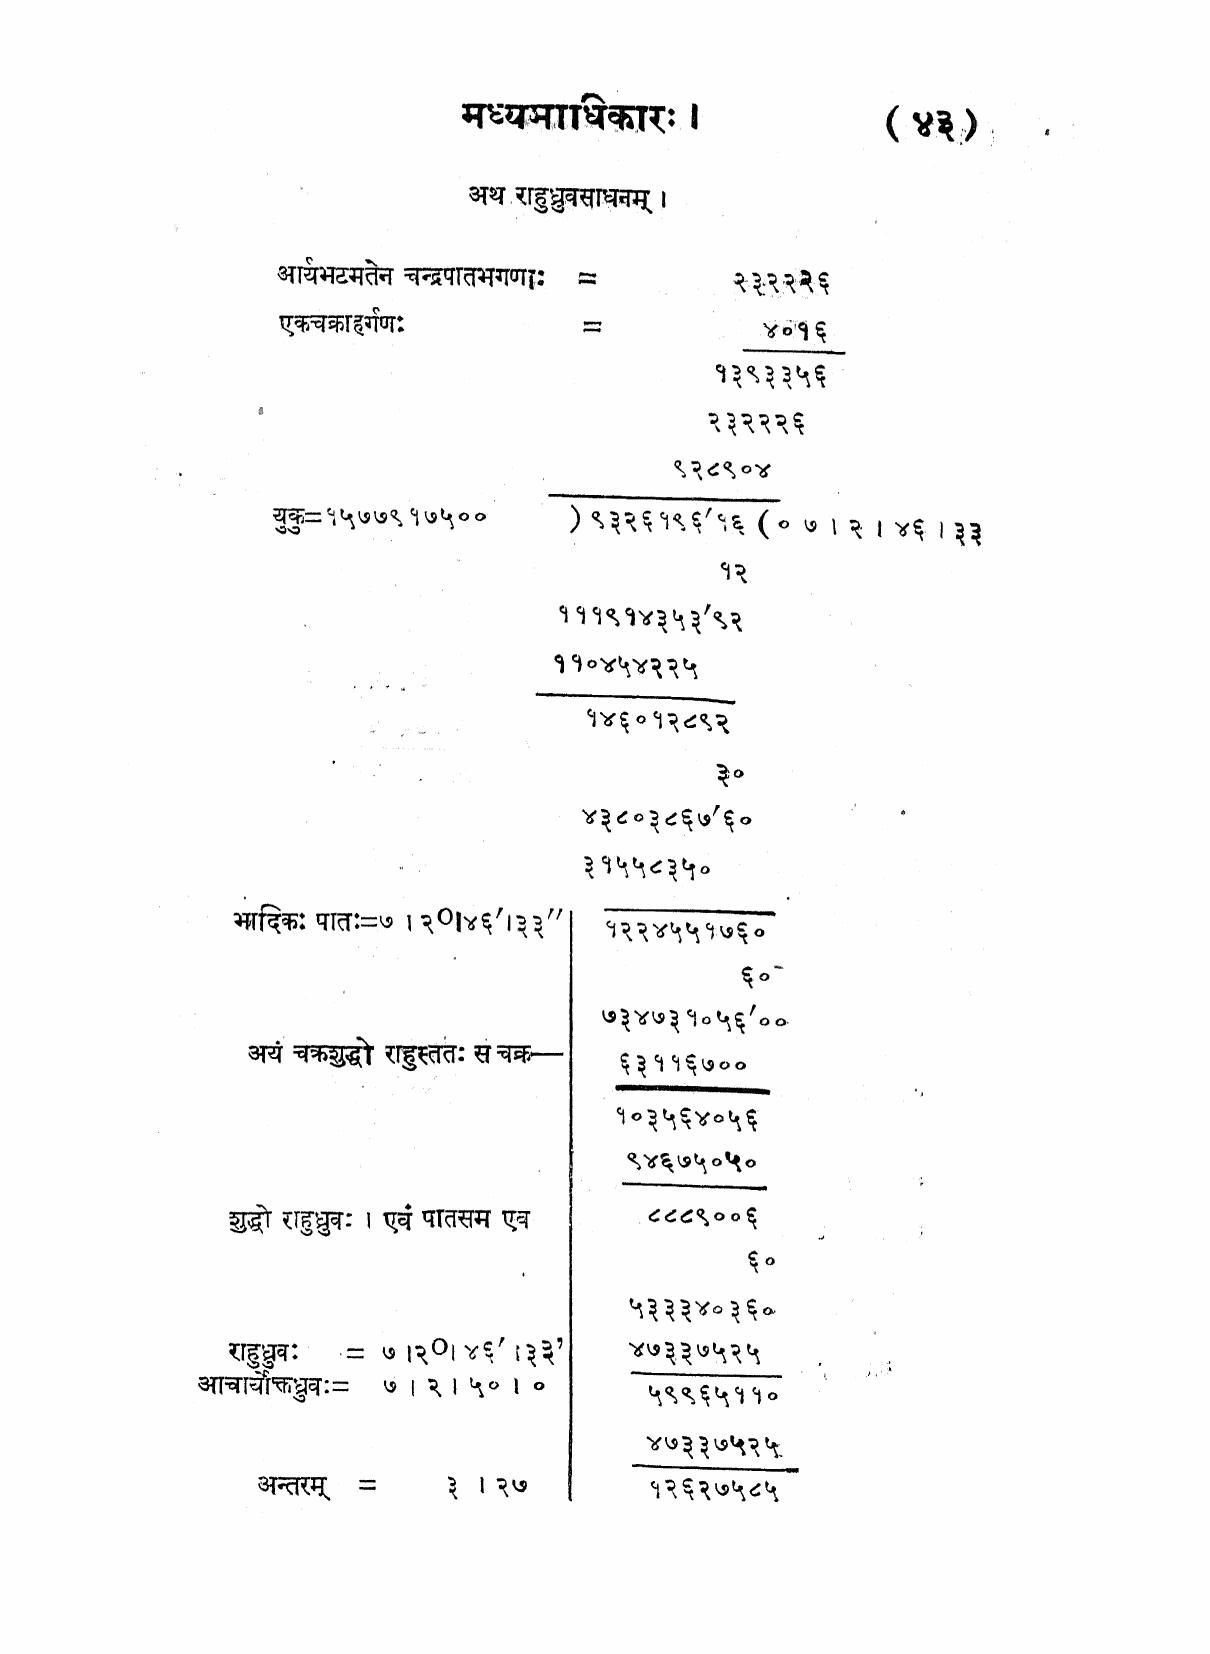 मध्यमाधिकारः । ( ४३ )
अथ राहुध्रुवसाधनम् ।
आर्यभटमतेन चन्द्रपातभगणाः = २३२२२६
एकचक्राहर्गणः = ४०१६
१३९३३५६
२३२२२६
९२८९०४
युकु=१५७७९१७५०० ) ९३२६१९६′१६ ( ० ७ । २ । ४६ । ३३
१२
१११९१४३५३′९२
११०४५४२२५
१४६०१२८९२
३०
४३८०३८६७′६०
३१५५८३५०
भादिकः पातः=७ । २०।४६′।३३′′ १२२४५५१७६०
६०
७३४७३१०५६′००
अयं चक्रशुद्धो राहुस्ततः स चक्र— ६३११६७००
१०३५६४०५६
९४६७५०५०
शुद्धो राहुध्रुवः । एवं पातसम एव ८८८९००६
६०
५३३३४०३६०
राहुध्रुवः = ७ ।२०। ४६′ ।३३′ ४७३३७५२५
आचार्योक्तध्रुवः= ७ । २ । ५० । ० ५९९६५११०
४७३३७५२५
अन्तरम् = ३ । २७ १२६२७५८५